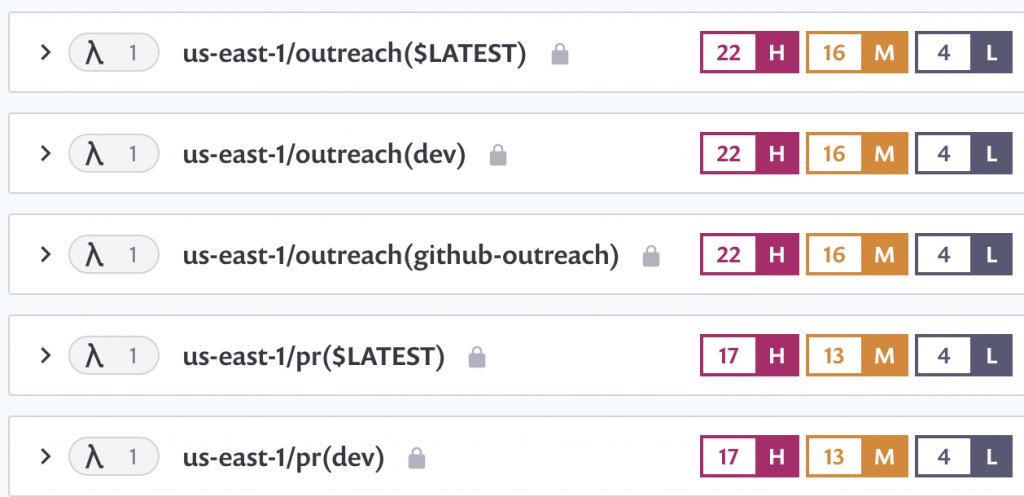 λ 1 us-east-1/outreach($LATEST) 22 H 16 M 4 L
λ 1 us-east-1/outreach(dev) 22 H 16 M 4 L
λ 1 us-east-1/outreach(github-outreach) 22 H 16 M 4 L
λ 1 us-east-1/pr($LATEST) 17 H 13 M 4 L
λ 1 us-east-1/pr(dev) 17 H 13 M 4 L